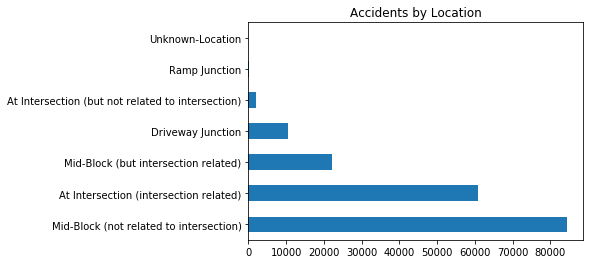 Accidents by Location
Unknown-Location
Ramp Junction
At Intersection (but not related to intersection)
Driveway Junction
Mid-Block (but intersection related)
At Intersection (intersection related)
Mid-Block (not related to intersection)
0 10000 20000 30000 40000 50000 60000 70000 80000